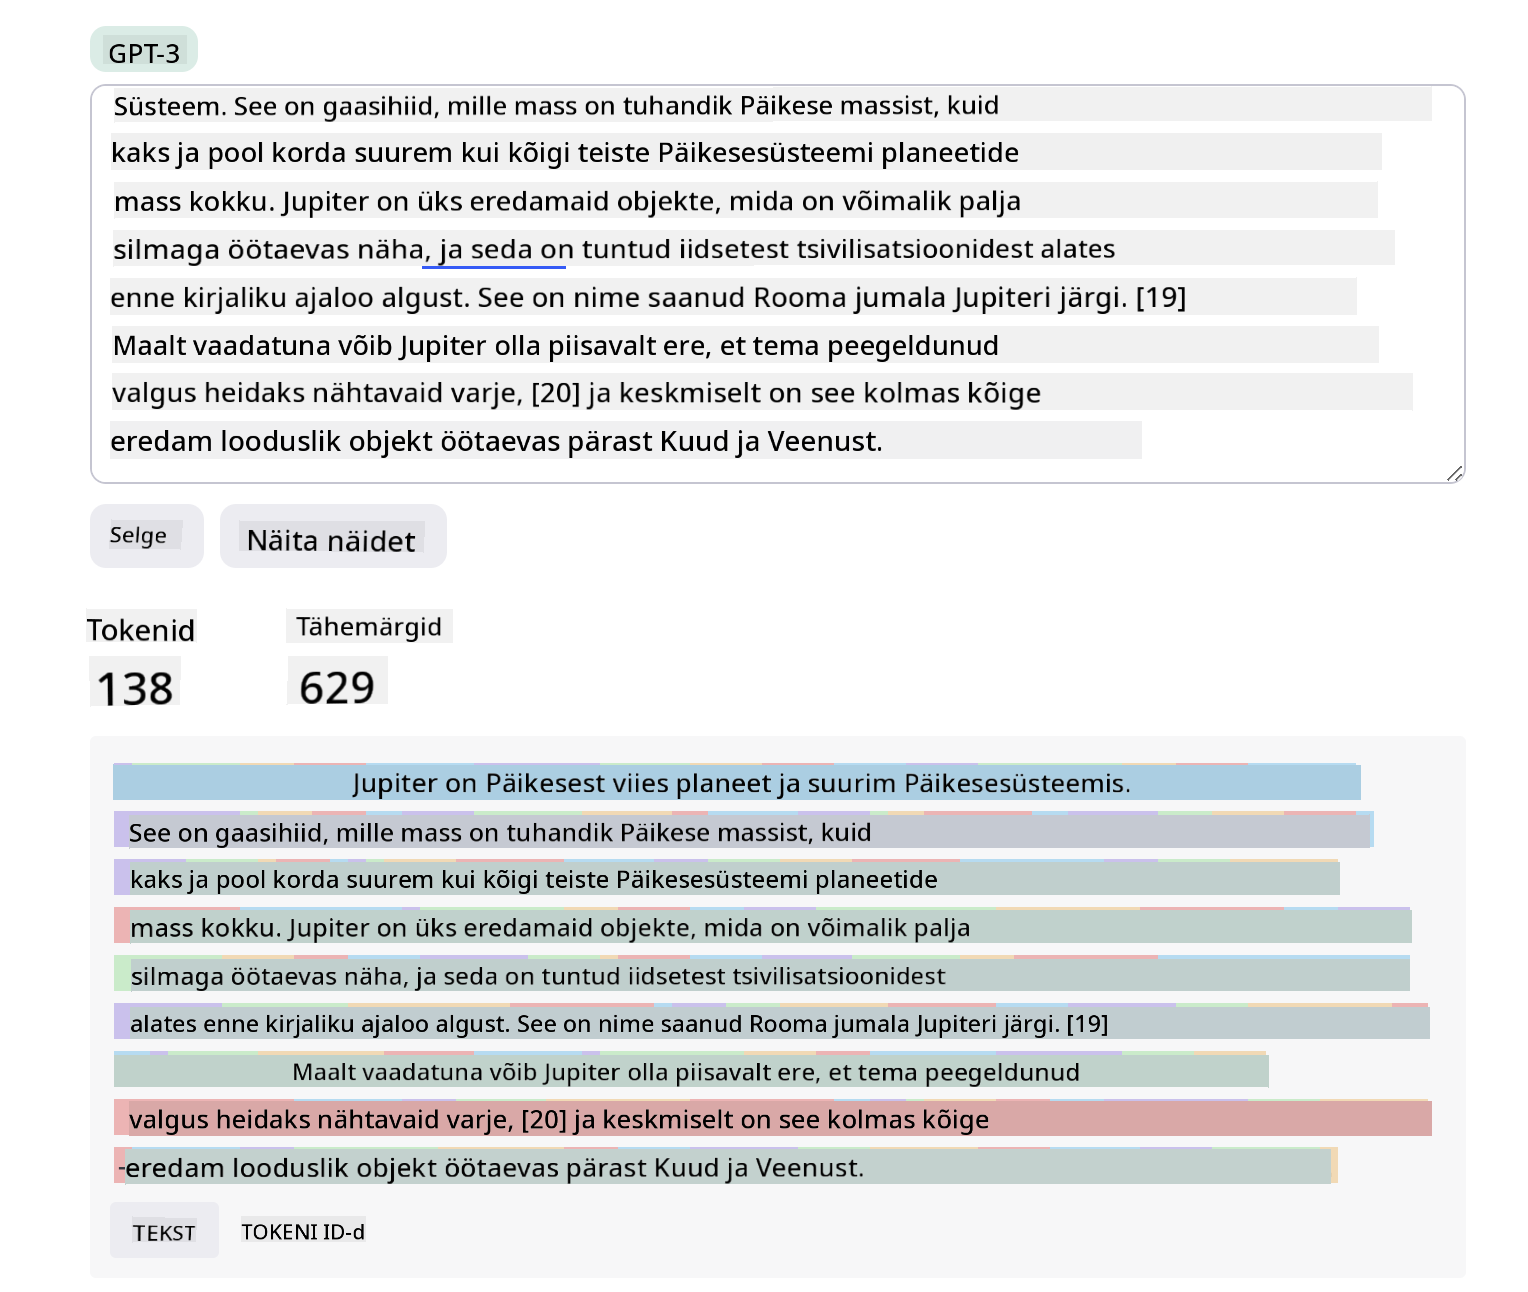 GPT-3
Süsteem. See on gaasihiid, mille mass on tuhandik Päikese massist, kuid
kaks ja pool korda suurem kui kõigi teiste Päikesesüsteemi planeetide
mass kokku. Jupiter on üks eredamaid objekte, mida on võimalik palja
silmaga öötaevas näha, ja seda on tuntud iidsetest tsivilisatsioonidest alates
enne kirjaliku ajaloo algust. See on nime saanud Rooma jumala Jupiteri järgi. [19]
Maalt vaadatuna võib Jupiter olla piisavalt ere, et tema peegeldunud
valgus heidaks nähtavaid varje, [20] ja keskmiselt on see kolmas kõige
eredam looduslik objekt öötaevas pärast Kuud ja Veenust.
Selge
Näita näidet
Tokenid
Tähemärgid
138
629
Jupiter on Päikesest viies planeet ja suurim Päikesesüsteemis.
See on gaasihiid, mille mass on tuhandik Päikese massist, kuid
kaks ja pool korda suurem kui kõigi teiste Päikesesüsteemi planeetide
mass kokku. Jupiter on üks eredamaid objekte, mida on võimalik palja
silmaga öötaevas näha, ja seda on tuntud iidsetest tsivilisatsioonidest
alates enne kirjaliku ajaloo algust. See on nime saanud Rooma jumala Jupiteri järgi. [19]
Maalt vaadatuna võib Jupiter olla piisavalt ere, et tema peegeldunud
valgus heidaks nähtavaid varje, [20] ja keskmiselt on see kolmas kõige
-eredam looduslik objekt öötaevas pärast Kuud ja Veenust.
TEKST
TOKENI ID-d